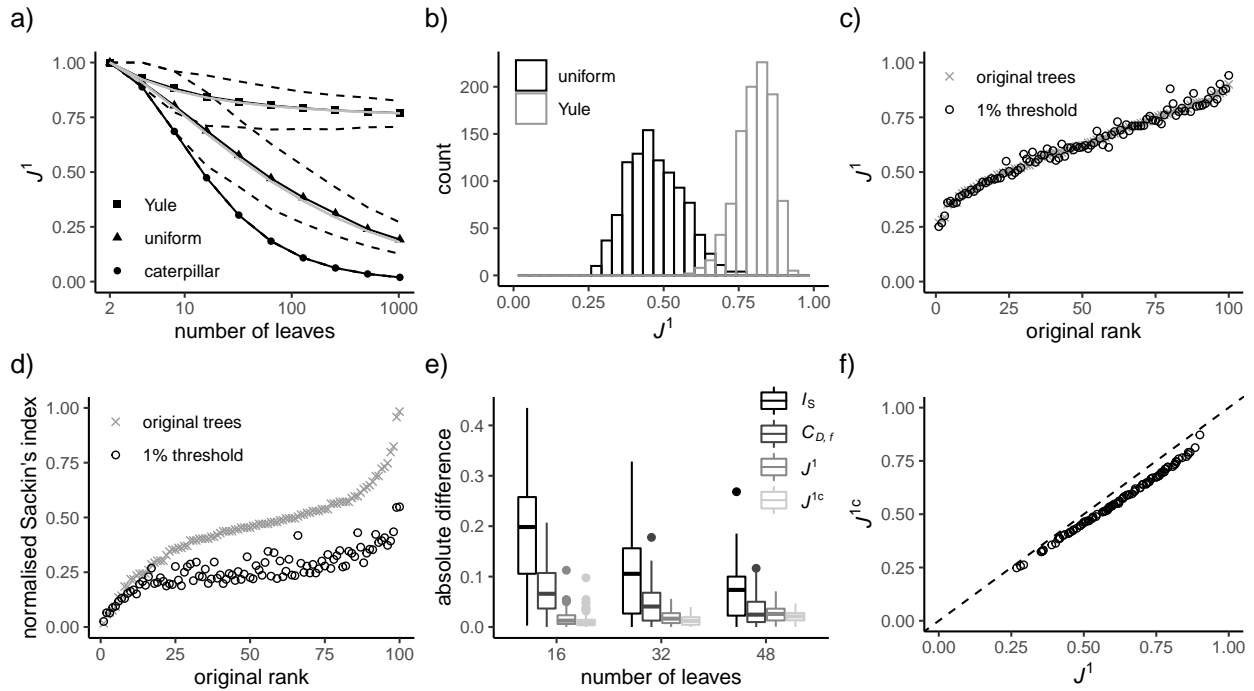 a)
1.00
0.75
0.50
0.25
0.00
J¹
Yule
uniform
caterpillar
2
10
100
1000
number of leaves
b)
200
150
100
50
0
count
uniform
Yule
0.00
0.25
0.50
0.75
1.00
J¹
c)
1.00
0.75
0.50
0.25
0.00
J¹
original trees
1% threshold
0
25
50
75
100
original rank
d)
1.00
0.75
0.50
0.25
0.00
normalised Sackin's index
original trees
1% threshold
0
25
50
75
100
original rank
e)
0.4
0.3
0.2
0.1
0.0
absolute difference
I_S
C_D, f
J¹
J¹ᶜ
16
32
48
number of leaves
f)
1.00
0.75
0.50
0.25
0.00
J¹ᶜ
0.00
0.25
0.50
0.75
1.00
J¹